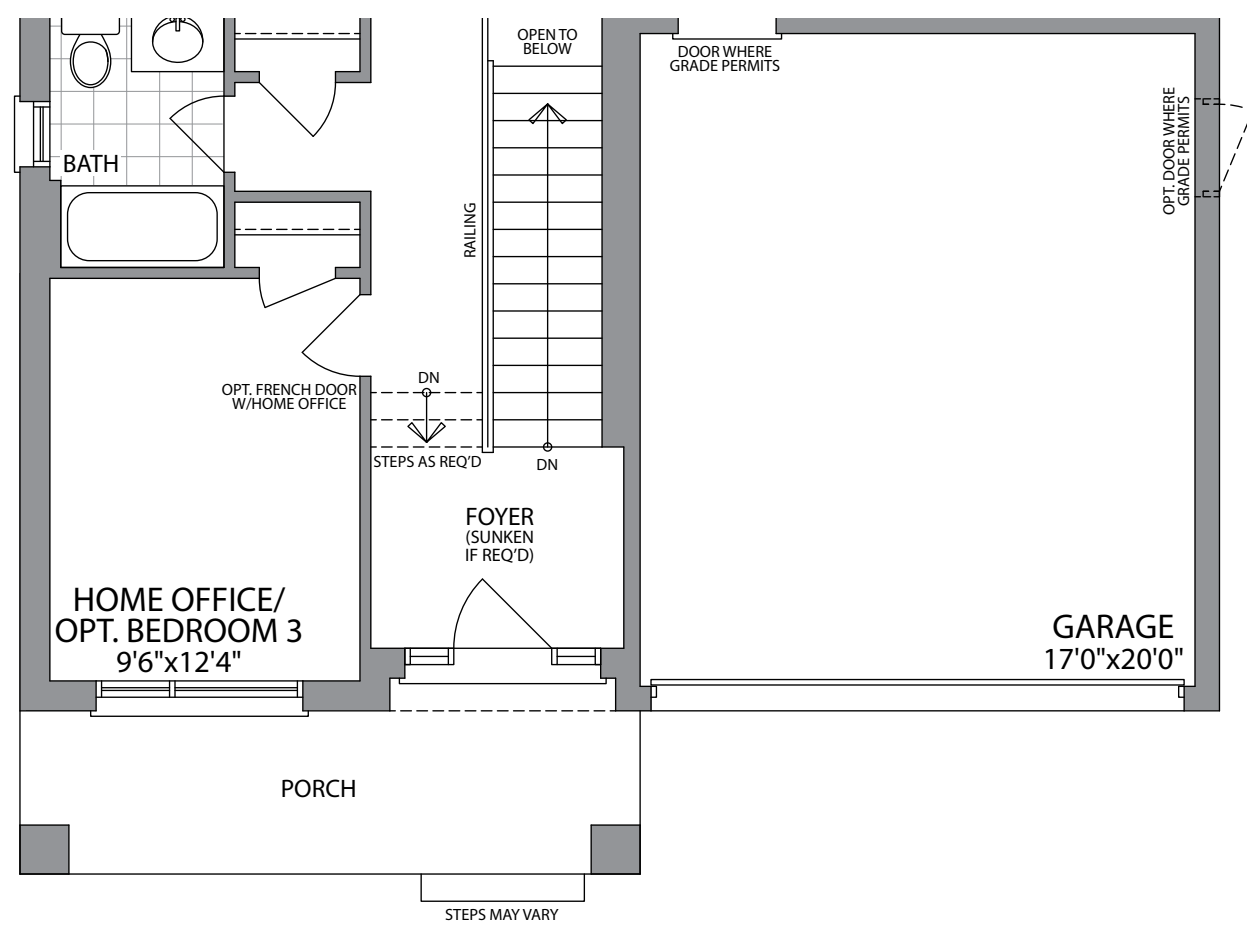 OPEN TO
BELOW
DOOR WHERE
GRADE PERMITS
OPT. DOOR WHERE
GRADE PERMITS
BATH
RAILING
DN
OPT. FRENCH DOOR
W/HOME OFFICE
STEPS AS REQ'D
DN
FOYER
(SUNKEN
IF REQ'D)
HOME OFFICE/
OPT. BEDROOM 3
9'6"x12'4"
GARAGE
17'0"x20'0"
PORCH
STEPS MAY VARY